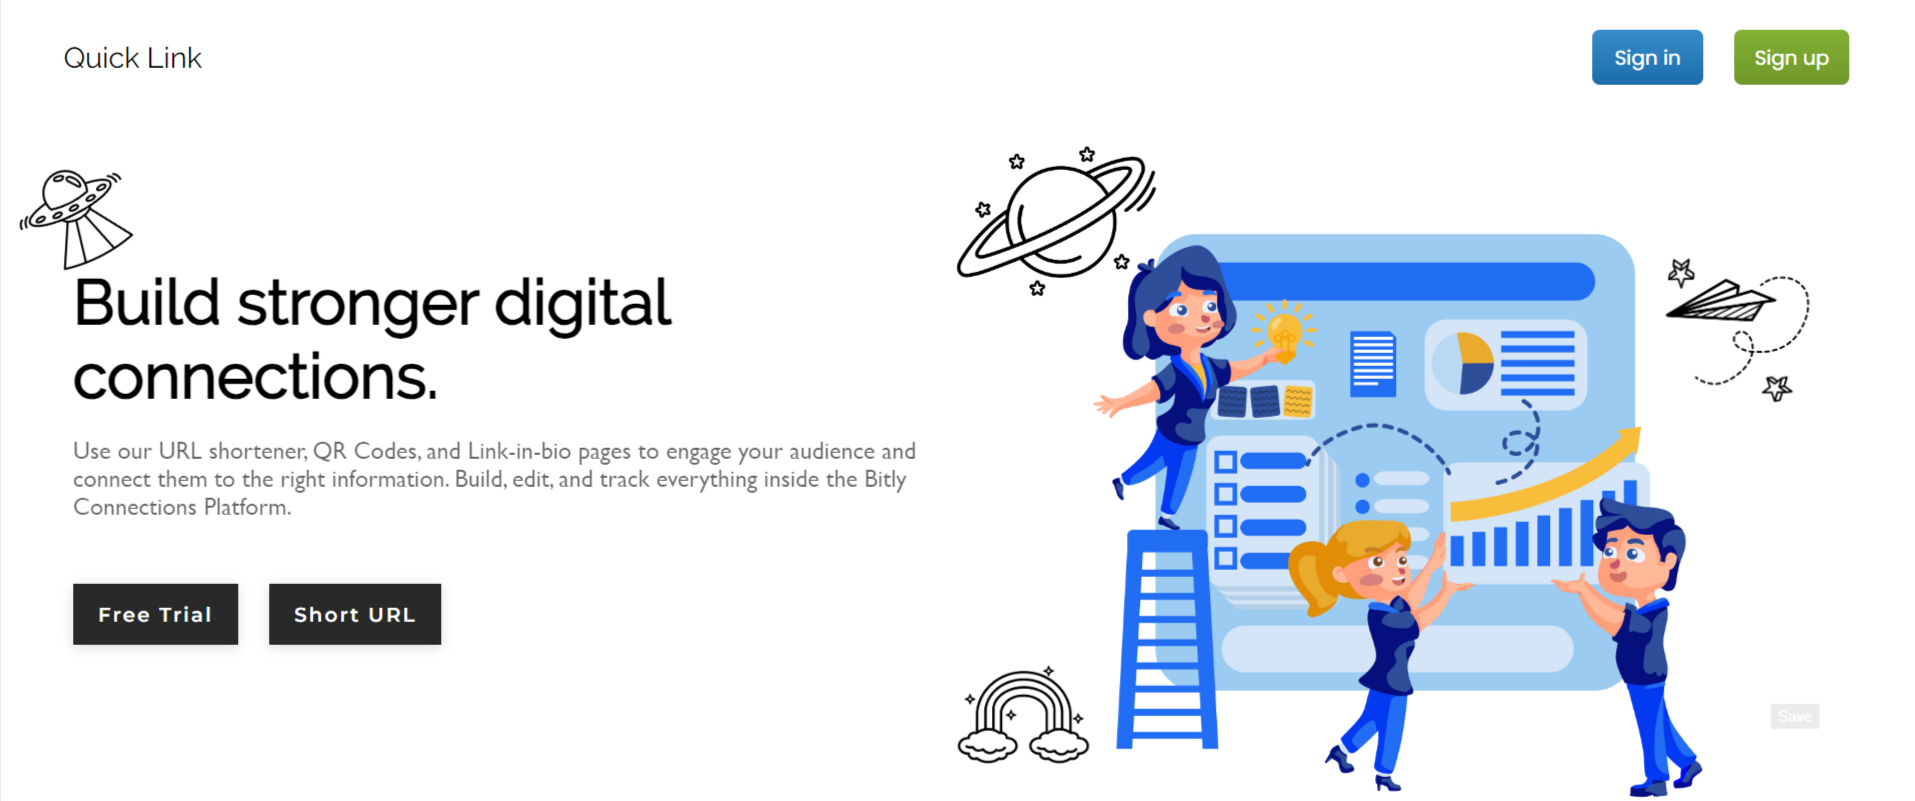 Quick Link
Sign in
Sign up
Build stronger digital
connections.
Use our URL shortener, QR Codes, and Link-in-bio pages to engage your audience and
connect them to the right information. Build, edit, and track everything inside the Bitly
Connections Platform.
Free Trial
Short URL
Save